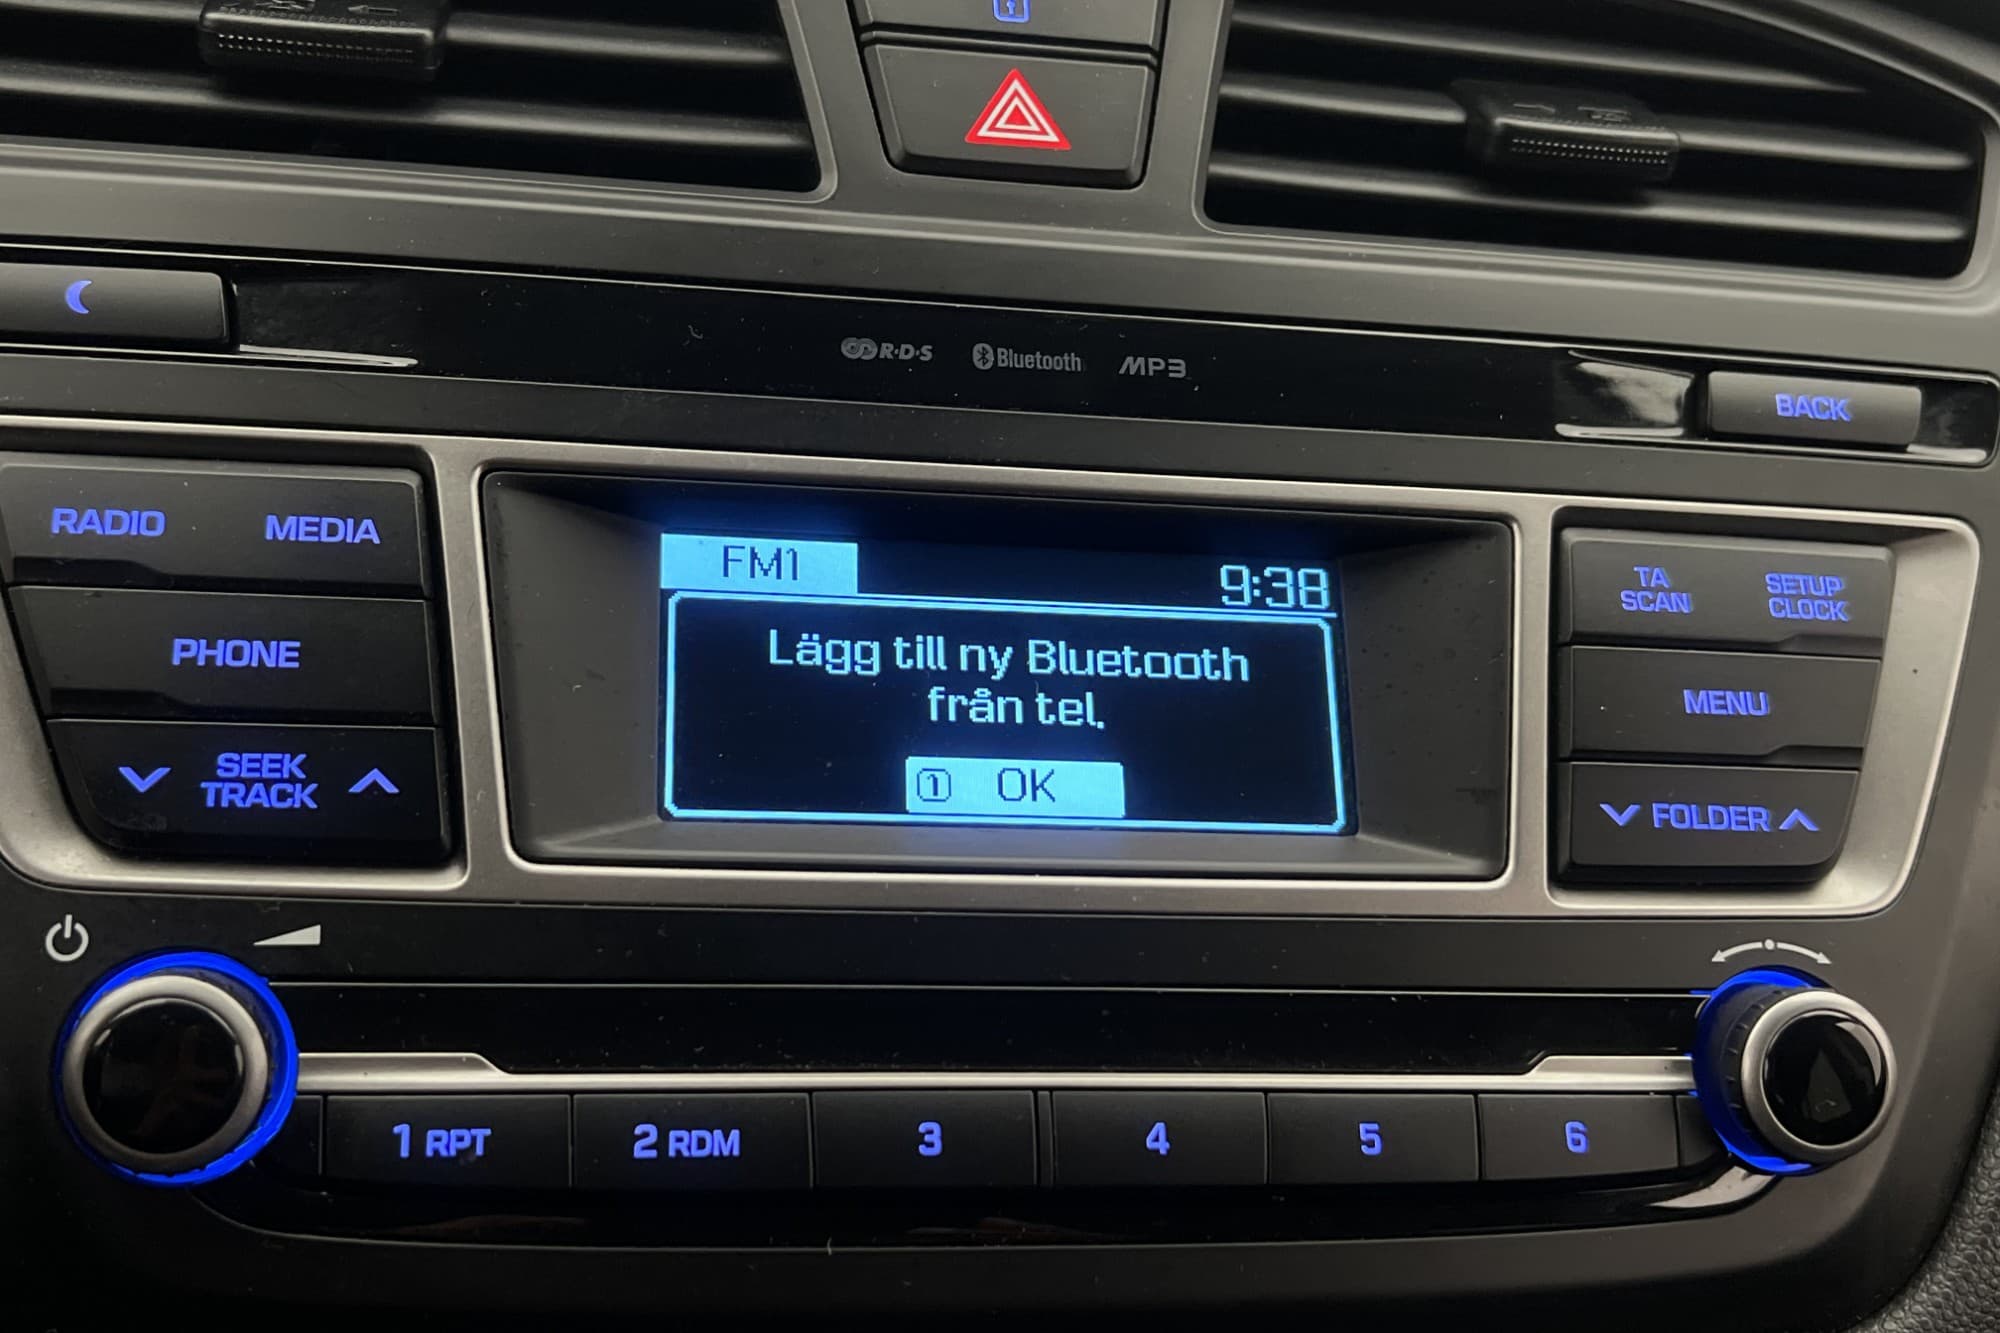 R·D·S Bluetooth MP3
BACK
RADIO MEDIA
PHONE
SEEK
TRACK
FM1 9:38
Lägg till ny Bluetooth
från tel.
1 OK
TA
SCAN
SETUP
CLOCK
MENU
FOLDER
1 RPT 2 RDM 3 4 5 6